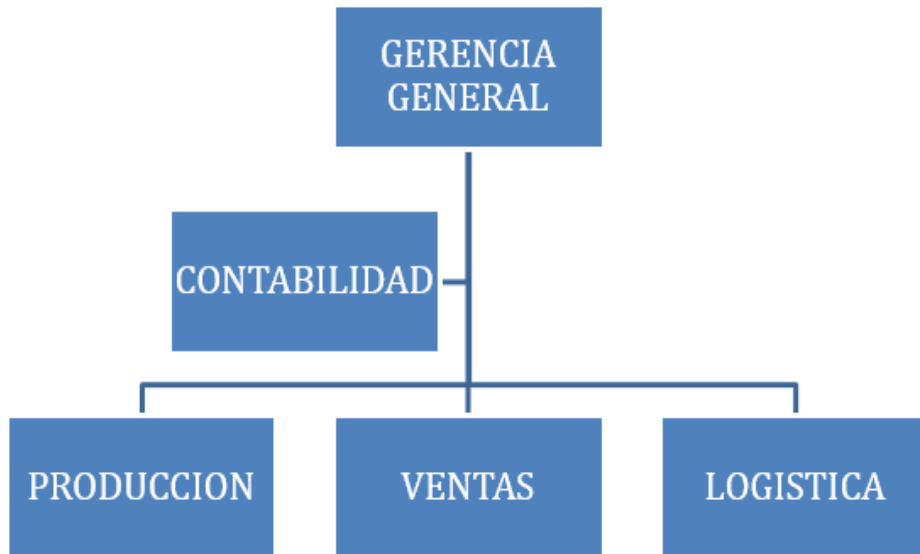 GERENCIA
GENERAL
CONTABILIDAD
PRODUCCION
VENTAS
LOGISTICA